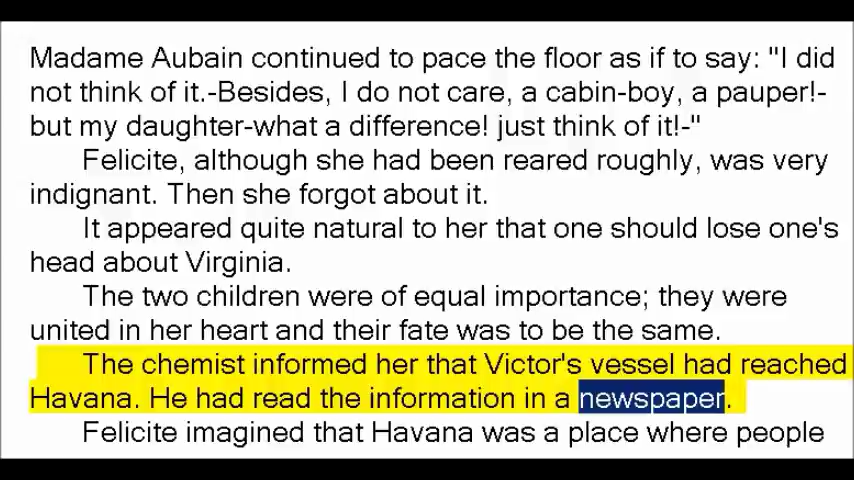 Madame Aubain continued to pace the floor as if to say: "I did
not think of it.-Besides, I do not care, a cabin-boy, a pauper!-
but my daughter-what a difference! just think of it!-"
Felicite, although she had been reared roughly, was very
indignant. Then she forgot about it.
It appeared quite natural to her that one should lose one's
head about Virginia.
The two children were of equal importance; they were
united in her heart and their fate was to be the same.
The chemist informed her that Victor's vessel had reached
Havana. He had read the information in a newspaper.
Felicite imagined that Havana was a place where people